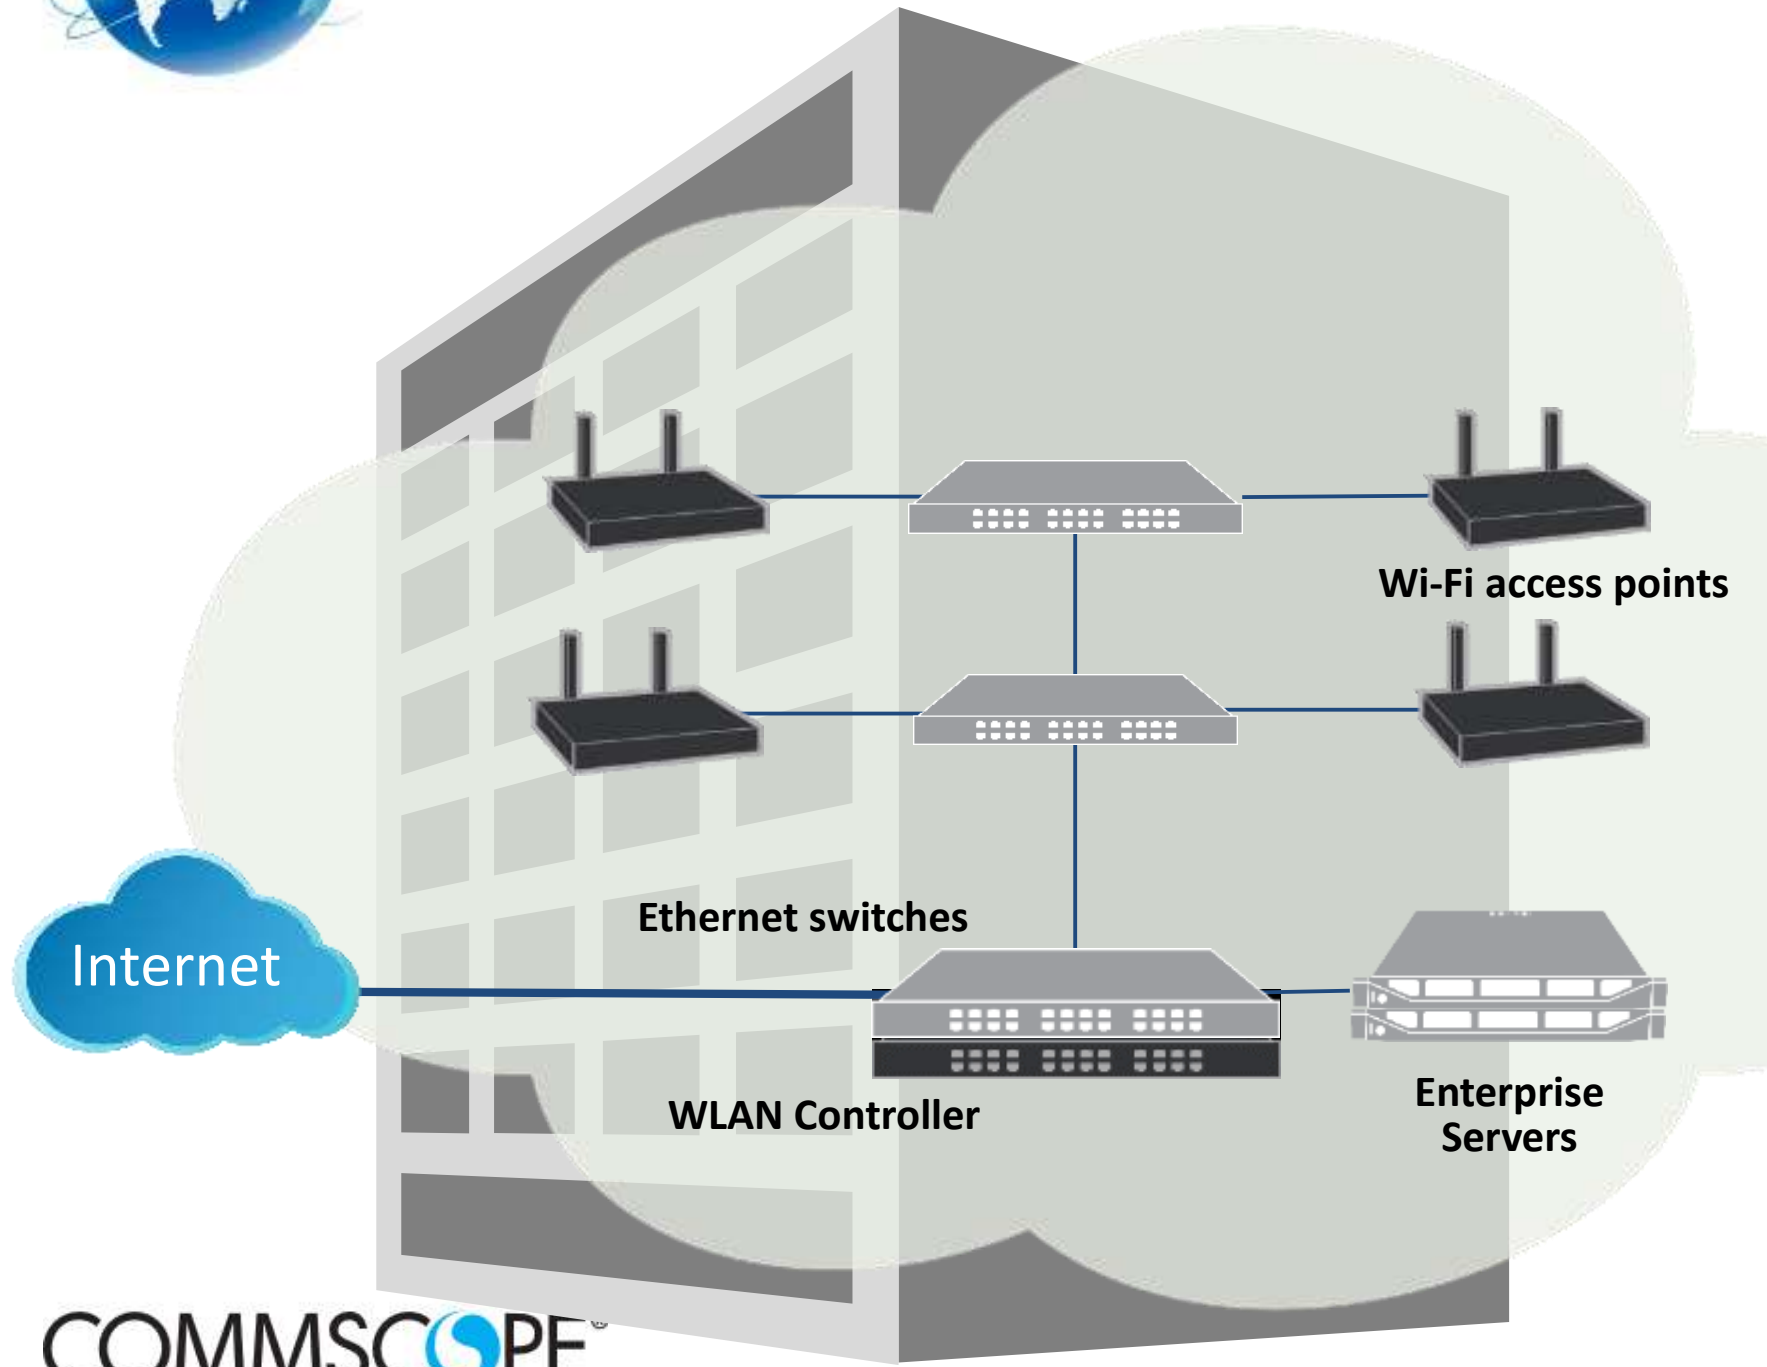 Wi-Fi access points
Ethernet switches
Internet
WLAN Controller
Enterprise
Servers
COMMSCOPE®